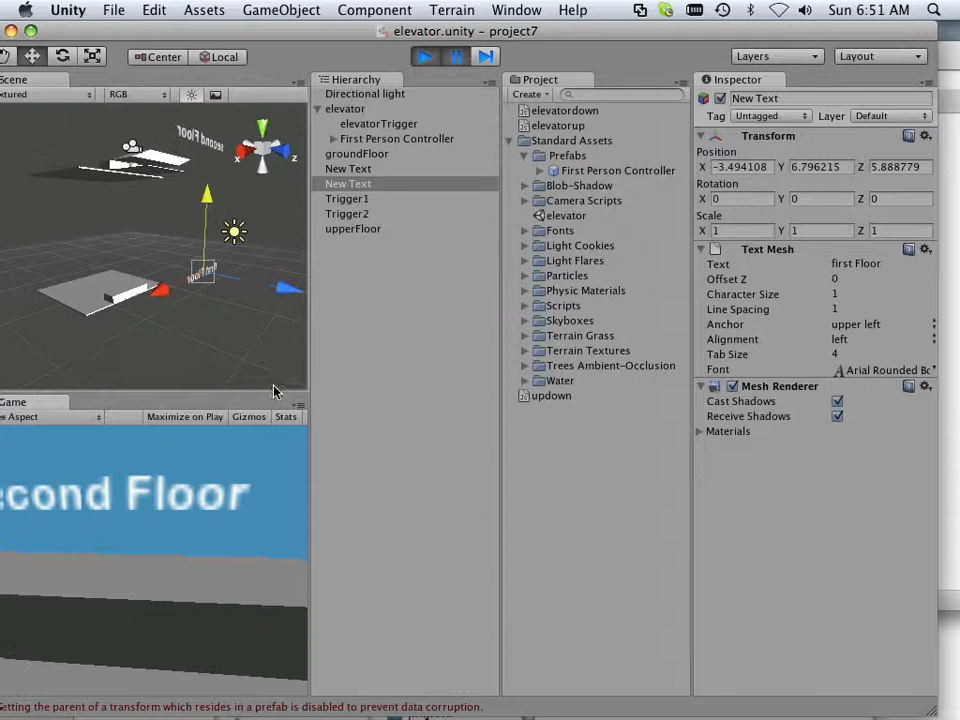 Unity File Edit Assets GameObject Component Terrain Window Help Sun 6:51 AM
elevator.unity – project7
Center Local Layers Layout
Scene Hierarchy Project Inspector
xtured RGB
Create
New Text
Tag Untagged Layer Default
Transform
Position
X -3.494108 Y 6.796215 Z 5.888779
Rotation
X 0 Y 0 Z 0
Scale
X 1 Y 1 Z 1
Text Mesh
Text first Floor
Offset Z 0
Character Size 1
Line Spacing 1
Anchor upper left
Alignment left
Tab Size 4
Font Arial Rounded Bc
Mesh Renderer
Cast Shadows
Receive Shadows
Materials
Directional light
elevator
elevatorTrigger
First Person Controller
groundFloor
New Text
New Text
Trigger1
Trigger2
upperFloor
elevatordown
elevatorup
Standard Assets
Prefabs
First Person Controller
Blob-Shadow
Camera Scripts
elevator
Fonts
Light Cookies
Light Flares
Particles
Physic Materials
Scripts
Skyboxes
Terrain Grass
Terrain Textures
Trees Ambient-Occlusion
Water
updown
second Floor
x z
first Floor
Game
Aspect Maximize on Play Gizmos Stats
econd Floor
etting the parent of a transform which resides in a prefab is disabled to prevent data corruption.